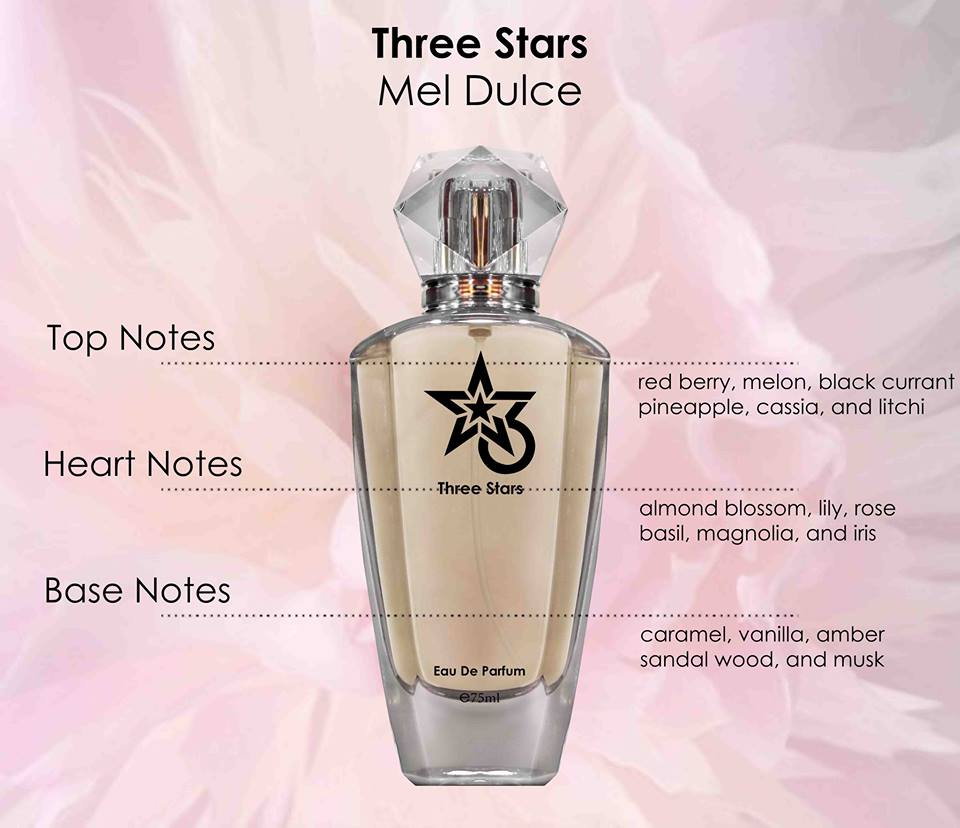 Three Stars
Mel Dulce
Top Notes
red berry, melon, black currant
pineapple, cassia, and litchi
3
Three Stars
Heart Notes
almond blossom, lily, rose
basil, magnolia, and iris
Base Notes
caramel, vanilla, amber
sandal wood, and musk
Eau De Parfum
℮75ml